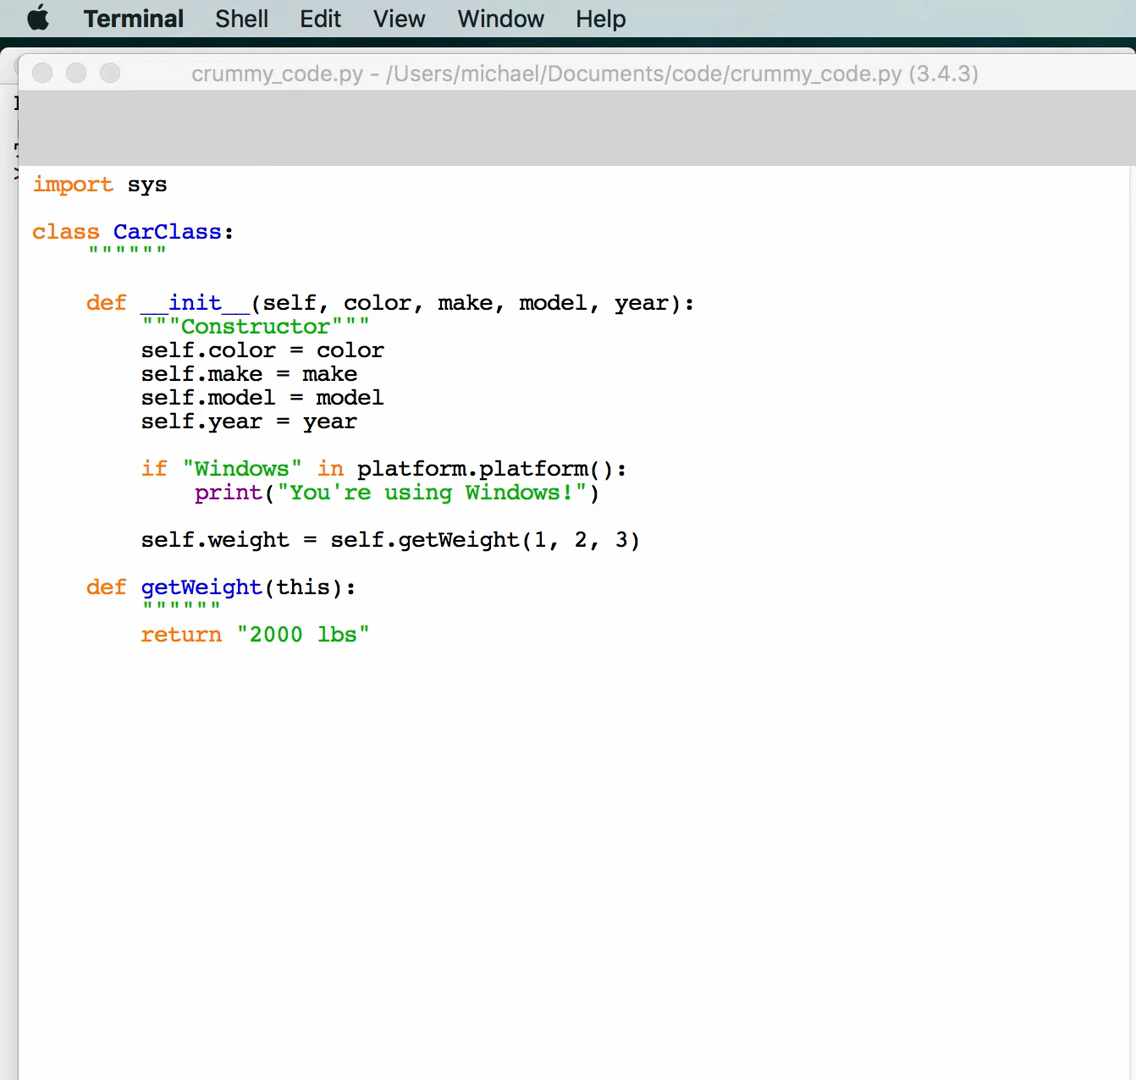 Terminal Shell Edit View Window Help
crummy_code.py - /Users/michael/Documents/code/crummy_code.py (3.4.3)
import sys
class CarClass:
""""""
def __init__(self, color, make, model, year):
"""Constructor"""
self.color = color
self.make = make
self.model = model
self.year = year
if "Windows" in platform.platform():
print("You're using Windows!")
self.weight = self.getWeight(1, 2, 3)
def getWeight(this):
""""""
return "2000 lbs"